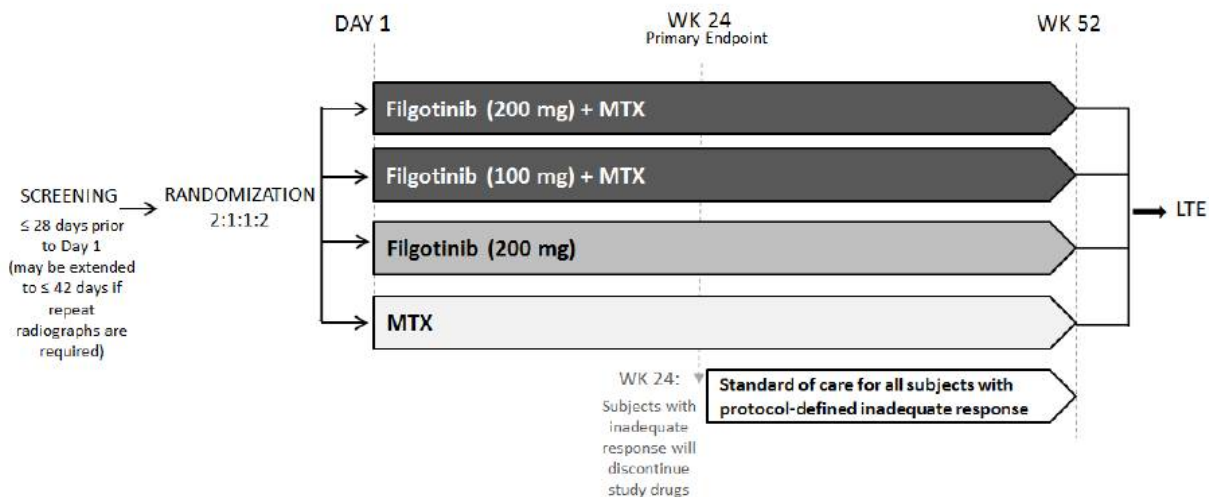 DAY 1
WK 24
Primary Endpoint
WK 52
Filgotinib (200 mg) + MTX
Filgotinib (100 mg) + MTX
Filgotinib (200 mg)
MTX
SCREENING
≤ 28 days prior
to Day 1
(may be extended
to ≤ 42 days if
repeat
radiographs are
required)
RANDOMIZATION
2:1:1:2
LTE
WK 24:
Subjects with
inadequate
response will
discontinue
study drugs
Standard of care for all subjects with
protocol-defined inadequate response